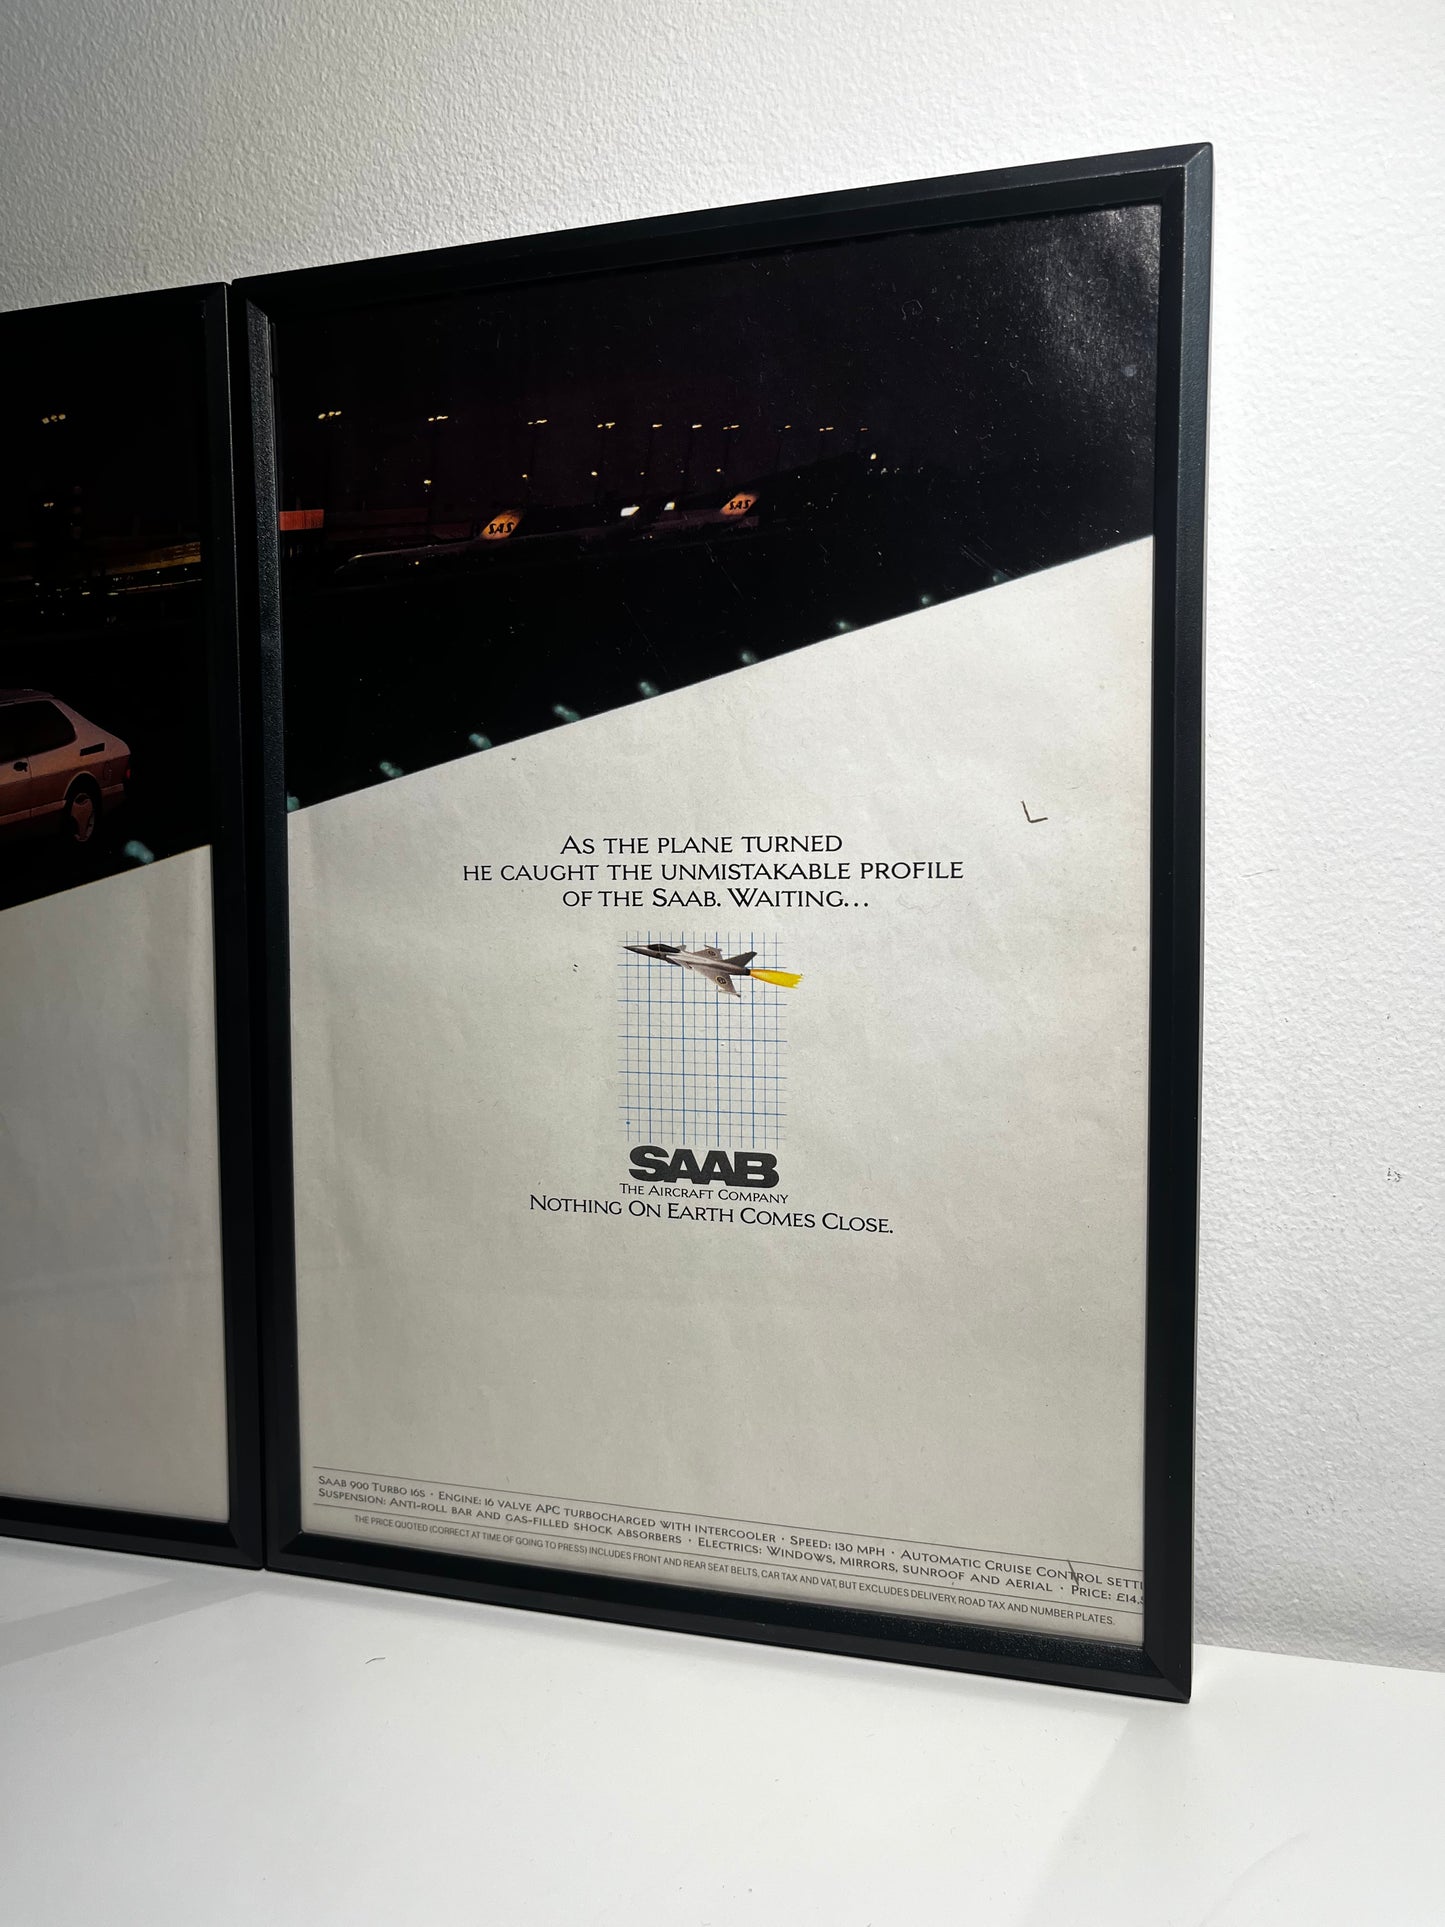 SAS
SAS
As the plane turned
he caught the unmistakable profile
of the Saab. Waiting...
SAAB
The Aircraft Company
Nothing On Earth Comes Close.
Saab 900 Turbo 16S · Engine: 16 valve APC turbocharged with intercooler · Speed: 130 mph · Automatic Cruise Control setti
Suspension: Anti-roll bar and gas-filled shock absorbers · Electrics: Windows, mirrors, sunroof and aerial · Price: £14,
THE PRICE QUOTED (CORRECT AT TIME OF GOING TO PRESS) INCLUDES FRONT AND REAR SEAT BELTS, CAR TAX AND VAT, BUT EXCLUDES DELIVERY, ROAD TAX AND NUMBER PLATES.